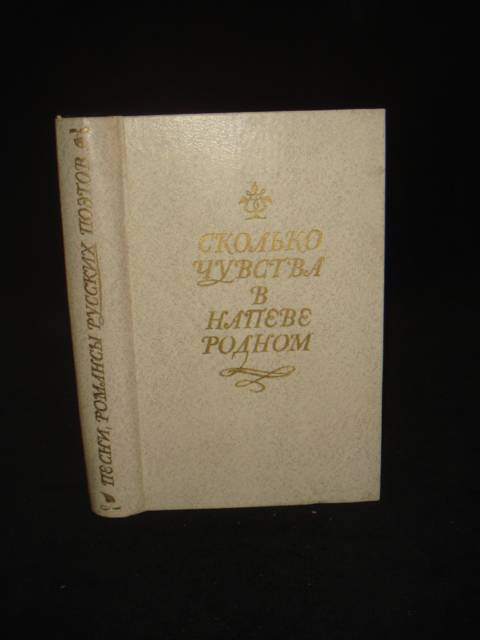 ПЕСНИ, РОМАНСЫ РУССКИХ ПОЭТОВ
СКОЛЬКО
ЧУВСТВА
В
НАПЕВЕ
РОДНОМ